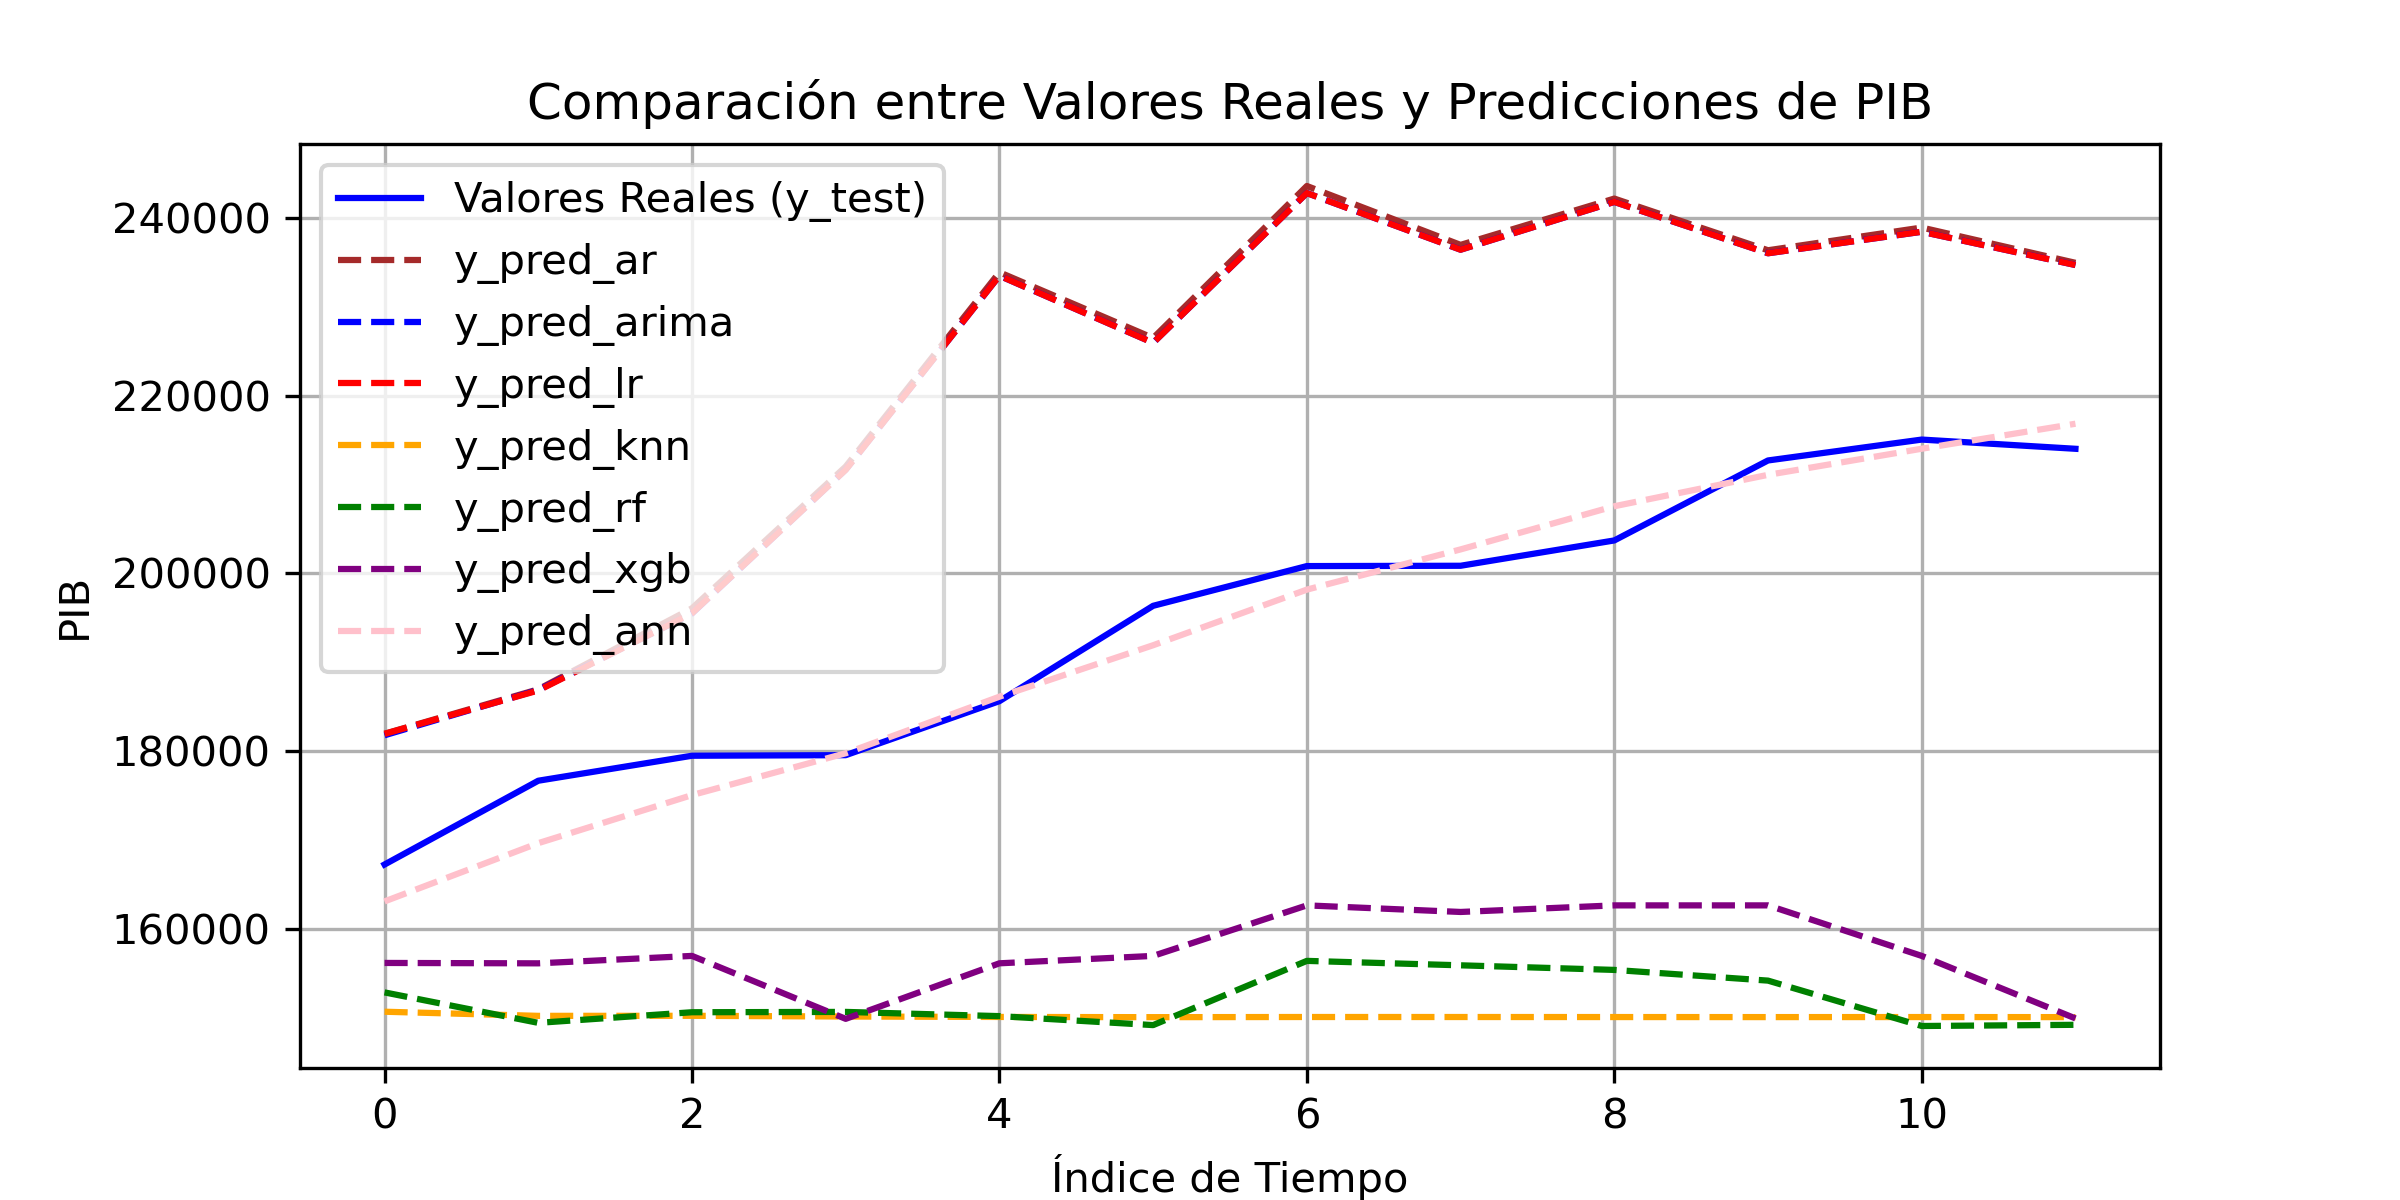 Comparación entre Valores Reales y Predicciones de PIB
Valores Reales (y_test)
y_pred_ar
y_pred_arima
y_pred_lr
y_pred_knn
y_pred_rf
y_pred_xgb
y_pred_ann
240000
220000
200000
180000
160000
PIB
0 2 4 6 8 10
Índice de Tiempo